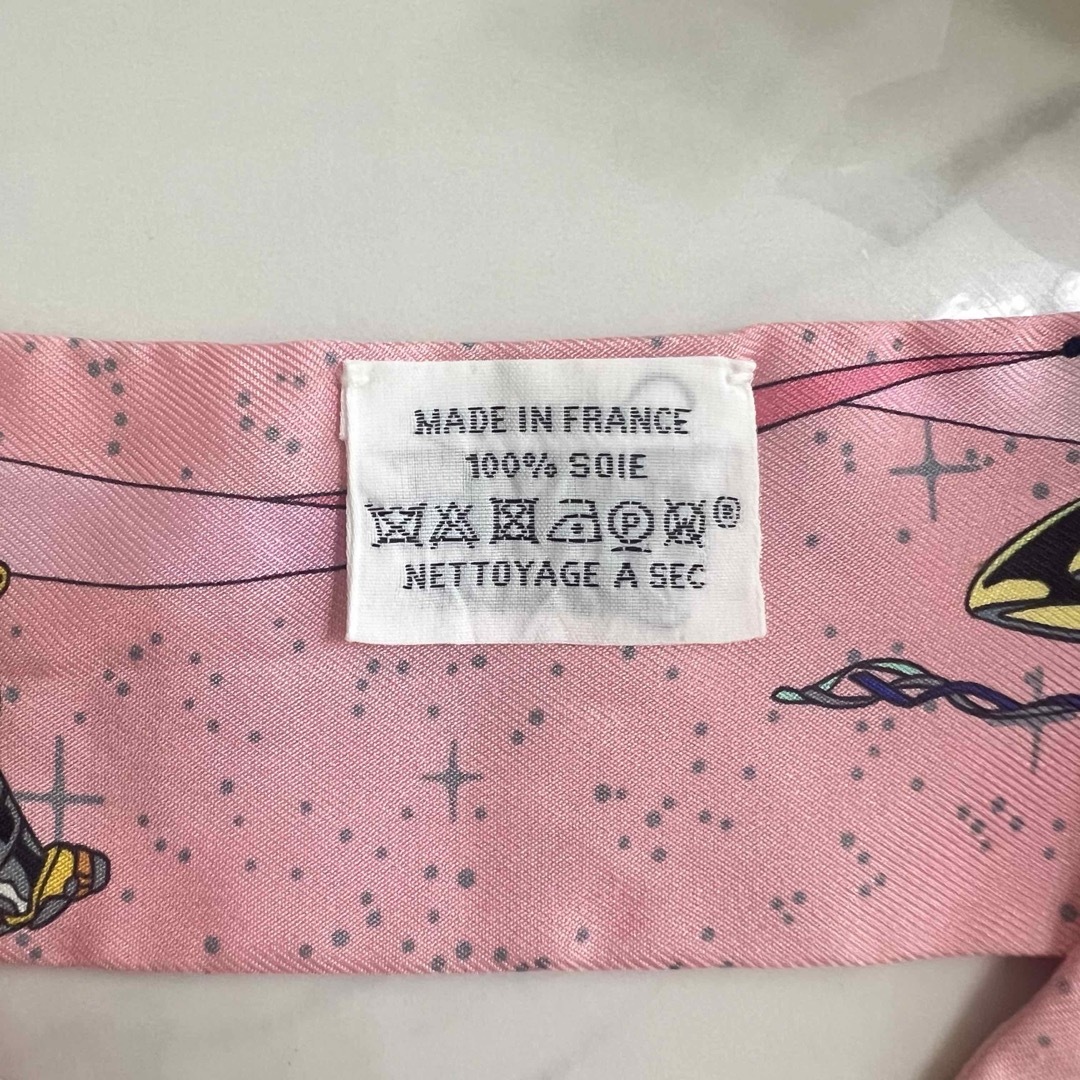 MADE IN FRANCE
100% SOIE
P W ®
NETTOYAGE A SEC